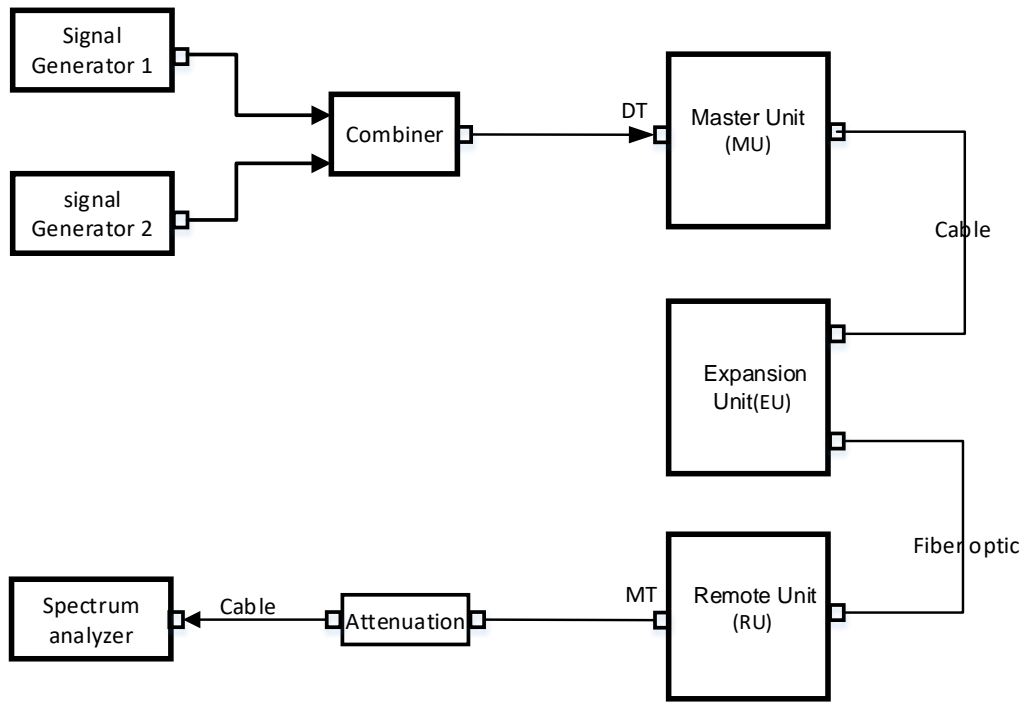 Signal
Generator 1
Combiner
DT
Master Unit
(MU)
signal
Generator 2
Cable
Expansion
Unit(EU)
Fiber optic
Spectrum
analyzer
Cable
Attenuation
MT
Remote Unit
(RU)